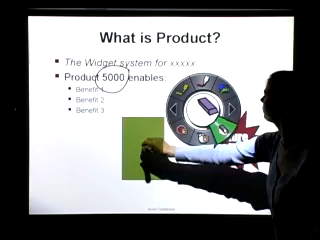 What is Product?
The Widget system for xxxxx
Product 5000 enables:
Benefit 1
Benefit 2
Benefit 3